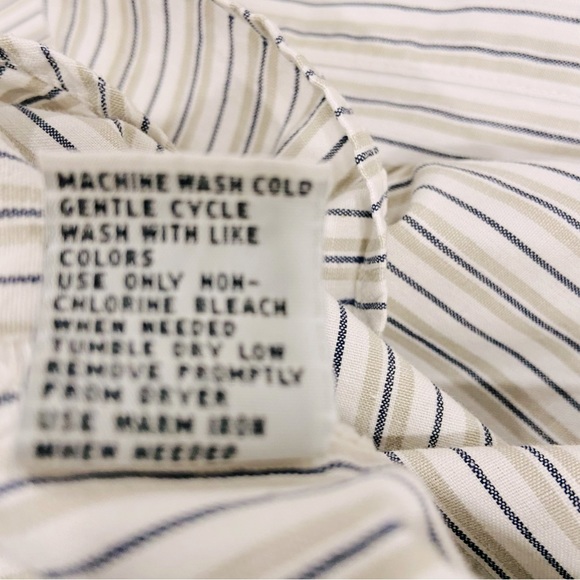 MACHINE WASH COLD
GENTLE CYCLE
WASH WITH LIKE
COLORS
USE ONLY NON-
CHLORINE BLEACH
WHEN NEEDED
TUMBLE DRY LOW
REMOVE PROMPTLY
FROM DRYER
USE WARM IRON
WHEN NEEDED